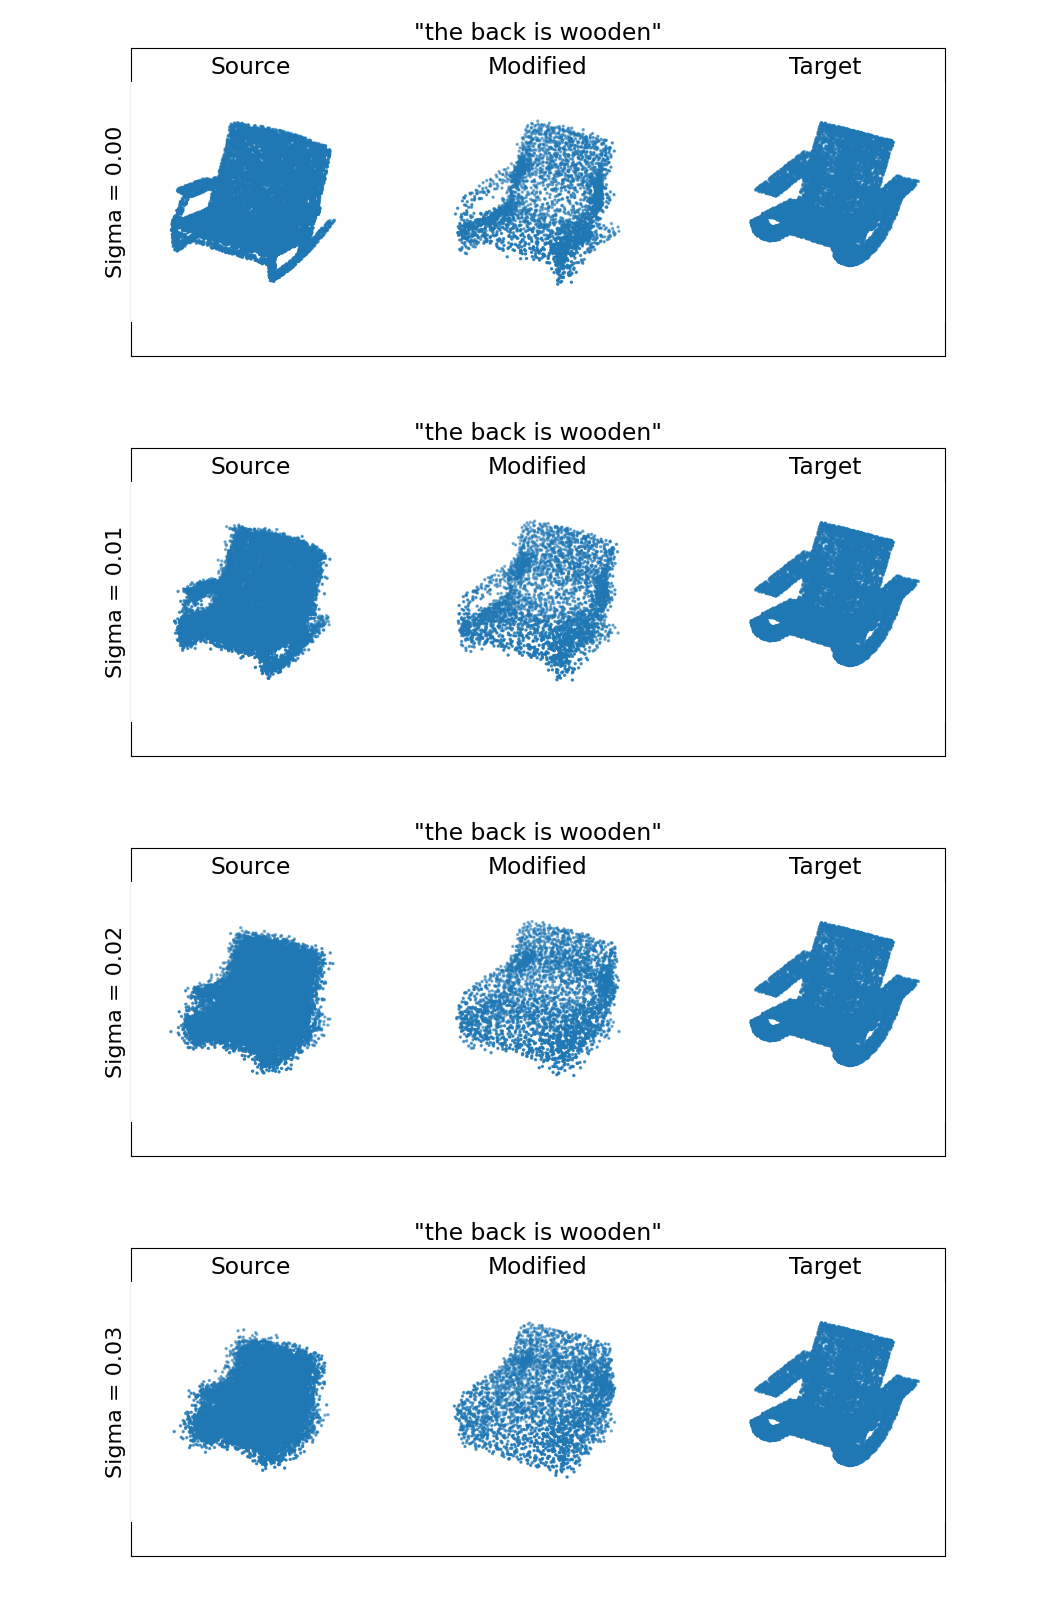 "the back is wooden"
Source Modified Target
Sigma = 0.00
"the back is wooden"
Source Modified Target
Sigma = 0.01
"the back is wooden"
Source Modified Target
Sigma = 0.02
"the back is wooden"
Source Modified Target
Sigma = 0.03